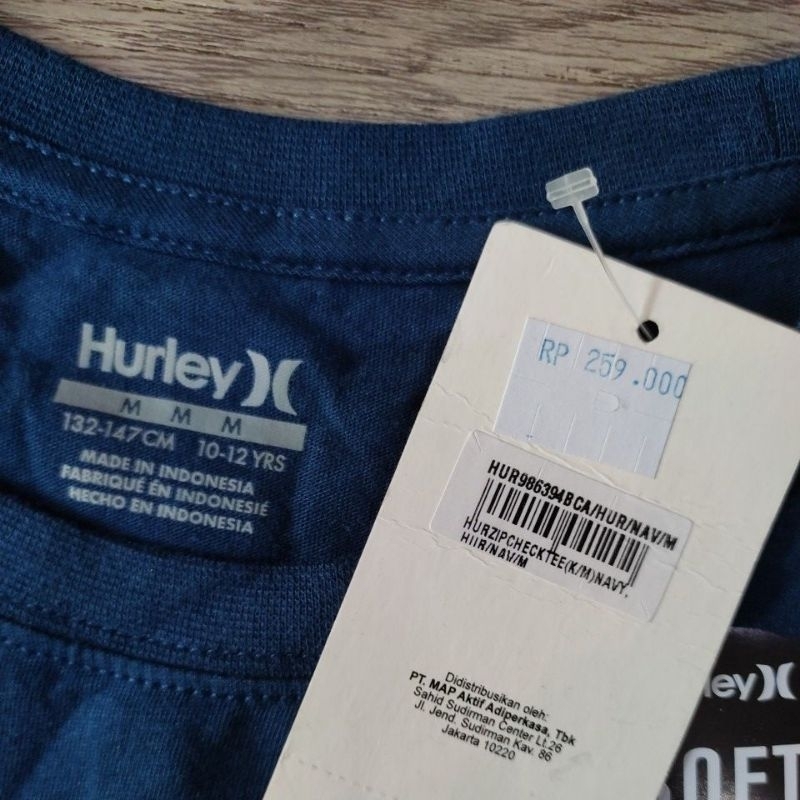 Hurley
M M M
132-147CM 10-12 YRS
MADE IN INDONESIA
FABRIQUÉ EN INDONESIÉ
HECHO EN INDONESIA
RP 259.000
HUR986394BCA/HUR/NAV/M
HURZIPCHECKTEE(K/M)NAVY,
HUR/NAV/M
Didistribusikan oleh:
PT. MAP Aktif Adiperkasa, Tbk
Sahid Sudirman Center Lt.26
Jl. Jend. Sudirman Kav. 86
Jakarta 10220
ley
OFT